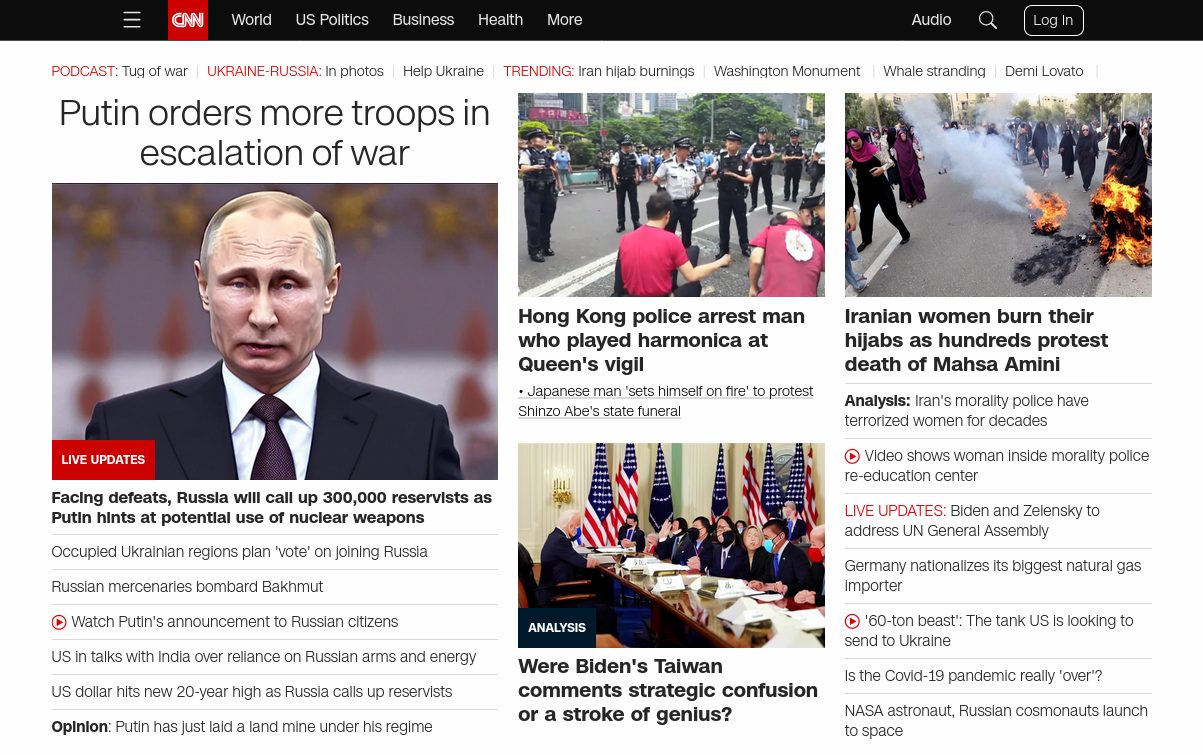 CNN
World
US Politics
Business
Health
More
Audio
Log In
PODCAST: Tug of war
UKRAINE-RUSSIA: In photos
Help Ukraine
TRENDING: Iran hijab burnings
Washington Monument
Whale stranding
Demi Lovato
Putin orders more troops in
escalation of war
LIVE UPDATES
Facing defeats, Russia will call up 300,000 reservists as
Putin hints at potential use of nuclear weapons
Occupied Ukrainian regions plan 'vote' on joining Russia
Russian mercenaries bombard Bakhmut
Watch Putin's announcement to Russian citizens
US in talks with India over reliance on Russian arms and energy
US dollar hits new 20-year high as Russia calls up reservists
Opinion: Putin has just laid a land mine under his regime
Hong Kong police arrest man
who played harmonica at
Queen's vigil
• Japanese man 'sets himself on fire' to protest
Shinzo Abe's state funeral
ANALYSIS
Were Biden's Taiwan
comments strategic confusion
or a stroke of genius?
Iranian women burn their
hijabs as hundreds protest
death of Mahsa Amini
Analysis: Iran's morality police have
terrorized women for decades
Video shows woman inside morality police
re-education center
LIVE UPDATES: Biden and Zelensky to
address UN General Assembly
Germany nationalizes its biggest natural gas
importer
'60-ton beast': The tank US is looking to
send to Ukraine
Is the Covid-19 pandemic really 'over'?
NASA astronaut, Russian cosmonauts launch
to space